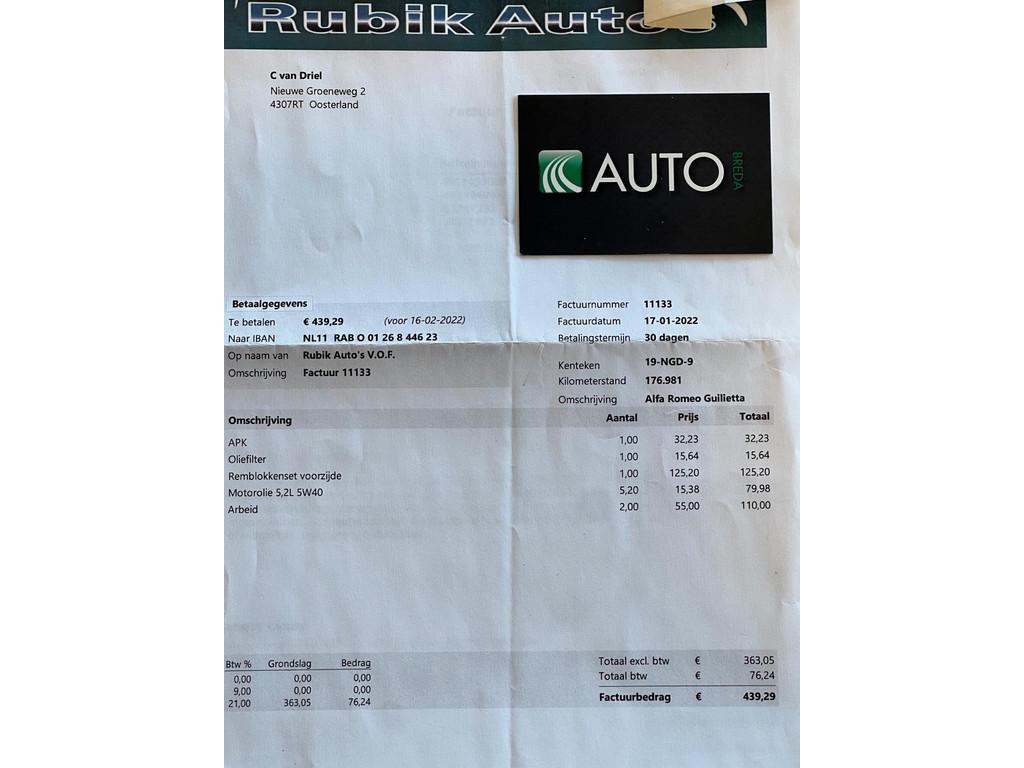 Rubik Autos
C van Driel
Nieuwe Groeneweg 2
4307RT Oosterland
AUTO BREDA
Betaalgegevens
Te betalen € 439,29 (voor 16-02-2022)
Naar IBAN NL11 RAB O 01 26 8 446 23
Op naam van Rubik Auto's V.O.F.
Omschrijving Factuur 11133
Factuurnummer 11133
Factuurdatum 17-01-2022
Betalingstermijn 30 dagen
Kenteken 19-NGD-9
Kilometerstand 176.981
Omschrijving Alfa Romeo Guilietta
Omschrijving Aantal Prijs Totaal
APK 1,00 32,23 32,23
Oliefilter 1,00 15,64 15,64
Remblokkenset voorzijde 1,00 125,20 125,20
Motorolie 5,2L 5W40 5,20 15,38 79,98
Arbeid 2,00 55,00 110,00
Btw % Grondslag Bedrag
0,00 0,00 0,00
9,00 0,00 0,00
21,00 363,05 76,24
Totaal excl. btw € 363,05
Totaal btw € 76,24
Factuurbedrag € 439,29